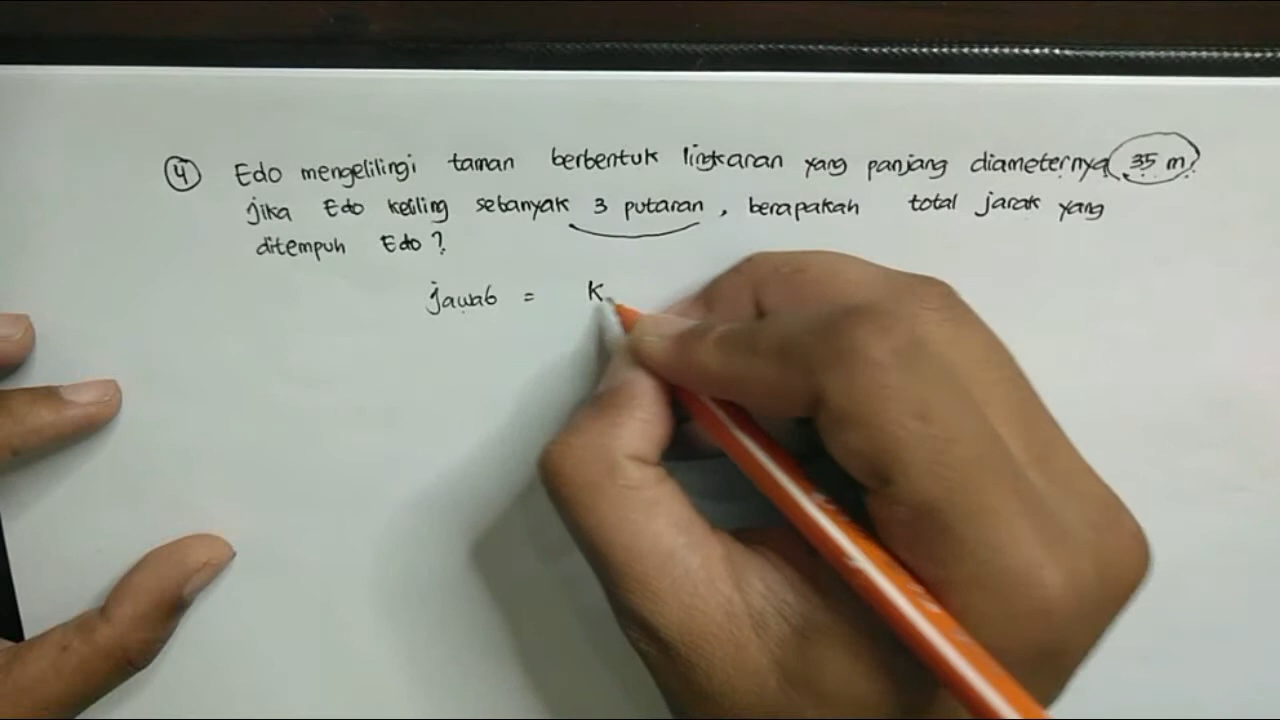 4 Edo mengelilingi taman berbentuk lingkaran yang panjang diameternya 35 m.
jika Edo keliling sebanyak 3 putaran, berapakah total jarak yang
ditempuh Edo?
jawab = K